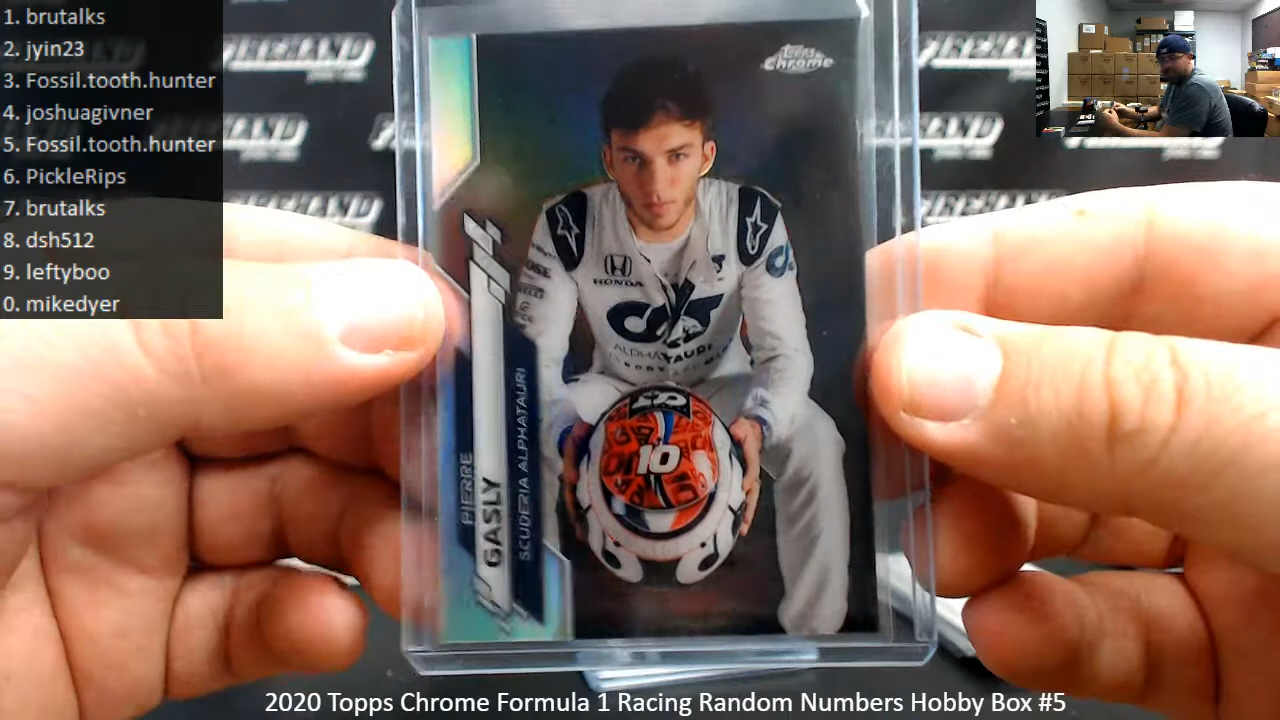 1. brutalks
2. jyin23
3. Fossil.tooth.hunter
4. joshuagivner
5. Fossil.tooth.hunter
6. PickleRips
7. brutalks
8. dsh512
9. leftyboo
0. mikedyer
Topps
Chrome
HONDA
ALPHATAURI
10
PIERRE
GASLY
SCUDERIA ALPHATAURI
2020 Topps Chrome Formula 1 Racing Random Numbers Hobby Box #5